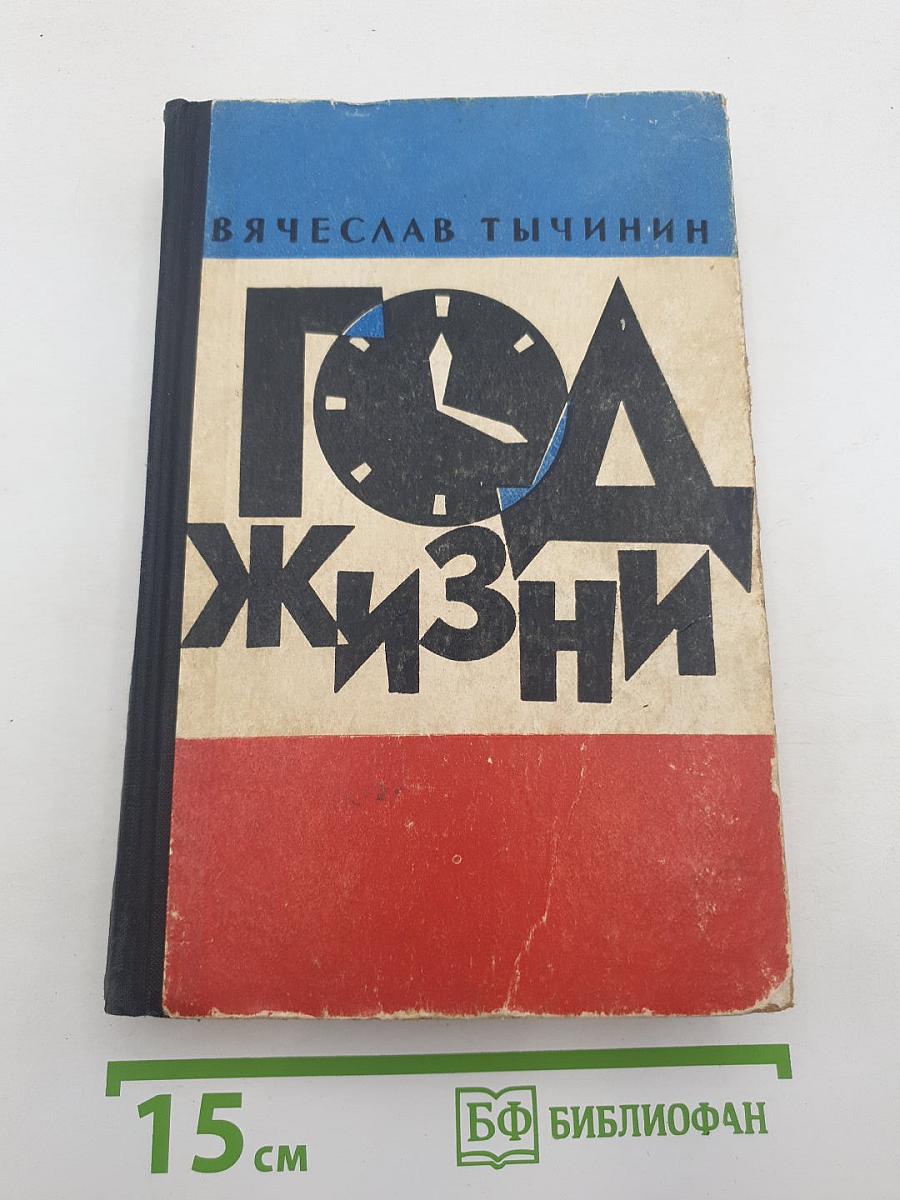 ВЯЧЕСЛАВ ТЫЧИНИН
ГОД
ЖИЗНИ
15 см
БФ БИБЛИОФАН